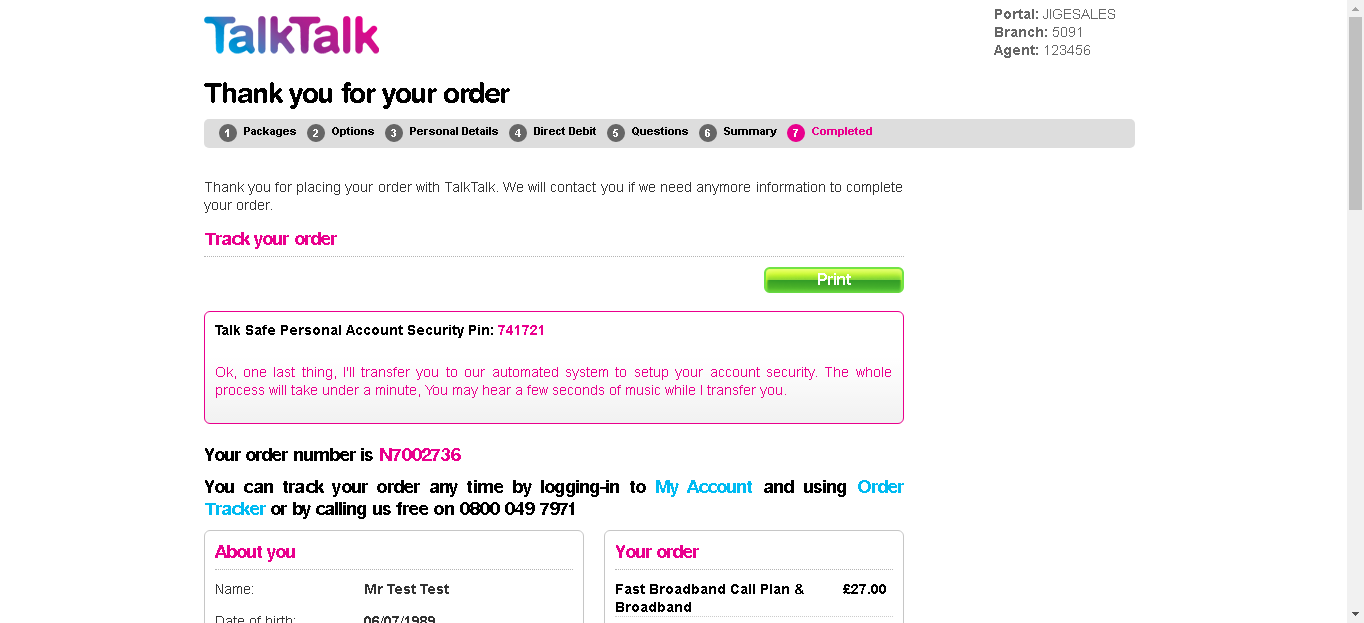 TalkTalk
Portal: JIGESALES
Branch: 5091
Agent: 123456
Thank you for your order
1 Packages 2 Options 3 Personal Details 4 Direct Debit 5 Questions 6 Summary 7 Completed
Thank you for placing your order with TalkTalk. We will contact you if we need anymore information to complete
your order.
Track your order
Print
Talk Safe Personal Account Security Pin: 741721
Ok, one last thing, I'll transfer you to our automated system to setup your account security. The whole
process will take under a minute, You may hear a few seconds of music while I transfer you.
Your order number is N7002736
You can track your order any time by logging-in to My Account and using Order
Tracker or by calling us free on 0800 049 7971
About you
Name: Mr Test Test
Date of birth: 06/07/1989
Your order
Fast Broadband Call Plan & £27.00
Broadband